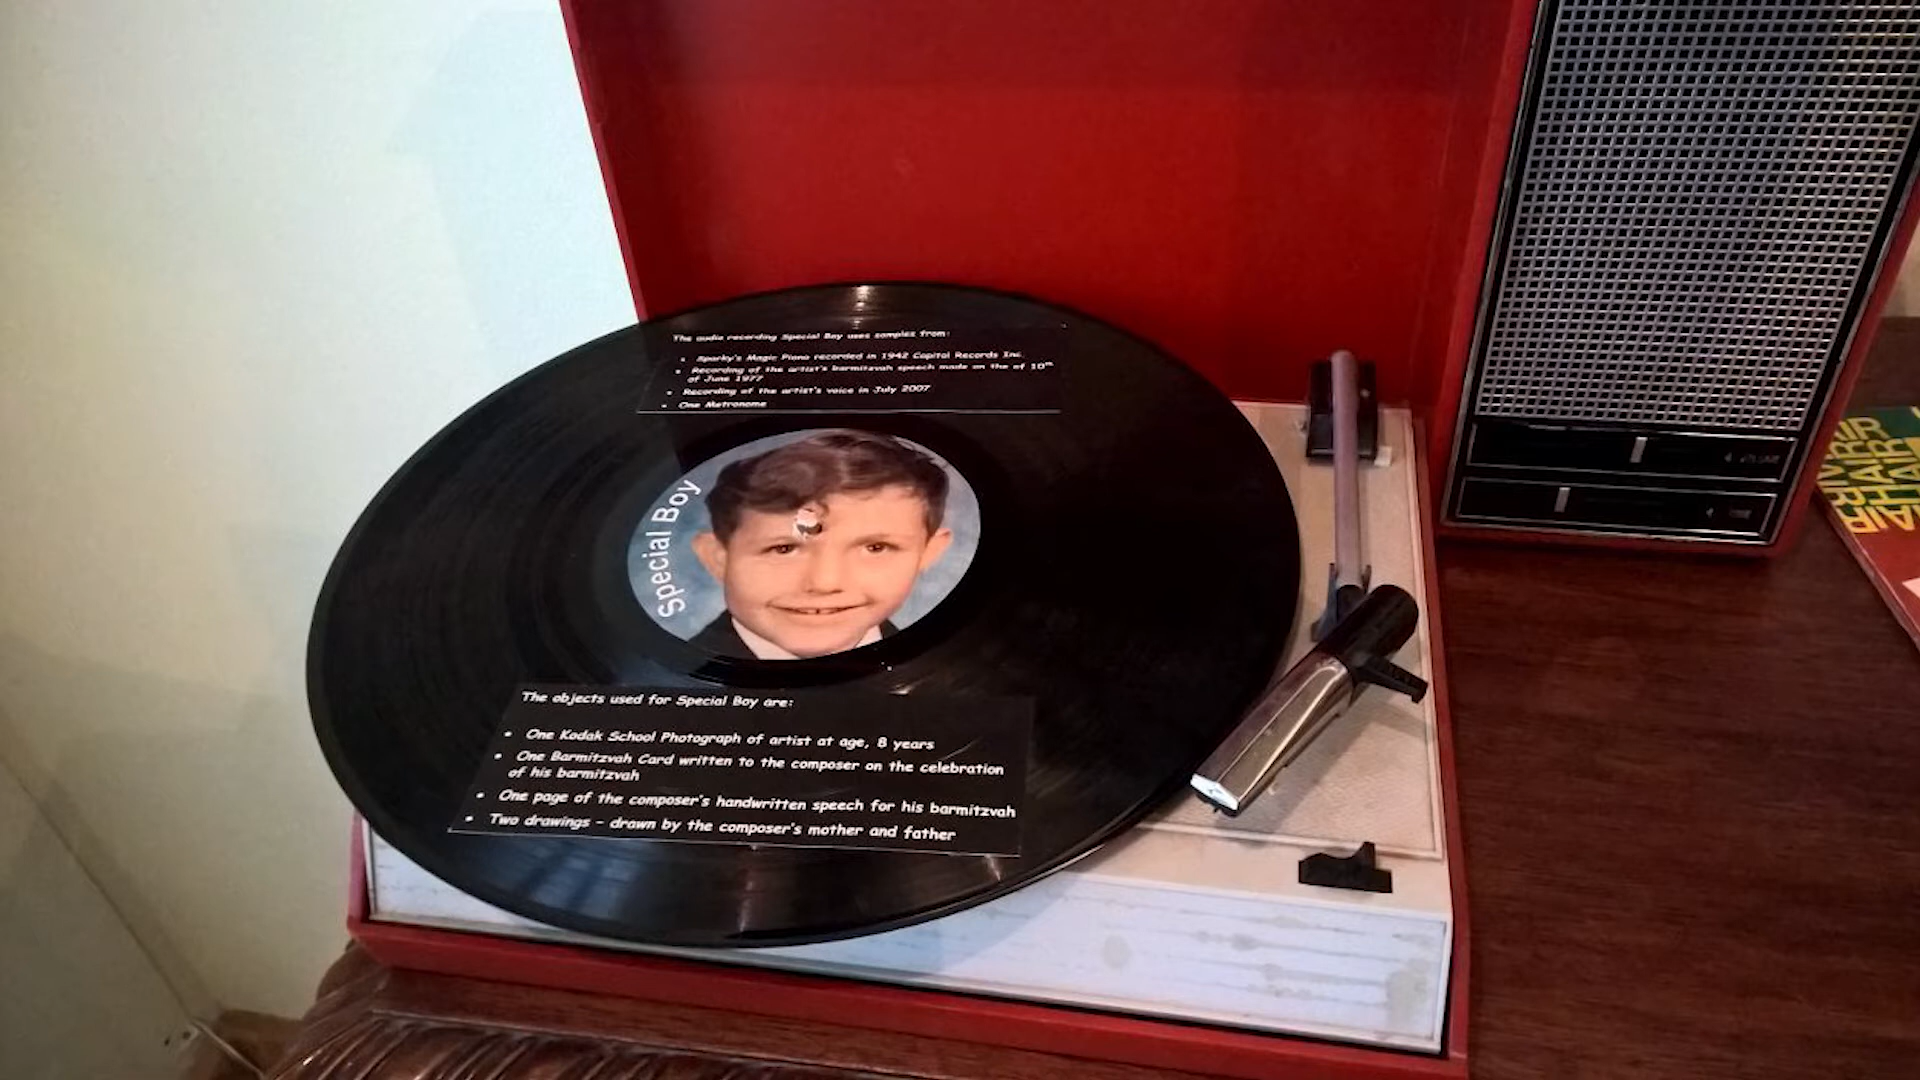 The audio recording Special Boy uses samples from:
• Sparky's Magic Piano recorded in 1942 Capitol Records Inc.
• Recording of the artist's barmitzvah speech made on the of 10th
of June 1977
• Recording of the artist's voice in July 2007
• One Metronome
Special Boy
The objects used for Special Boy are:
• One Kodak School Photograph of artist at age, 8 years
• One Barmitzvah Card written to the composer on the celebration
of his barmitzvah
• One page of the composer's handwritten speech for his barmitzvah
• Two drawings – drawn by the composer's mother and father
HAIR
HAIR